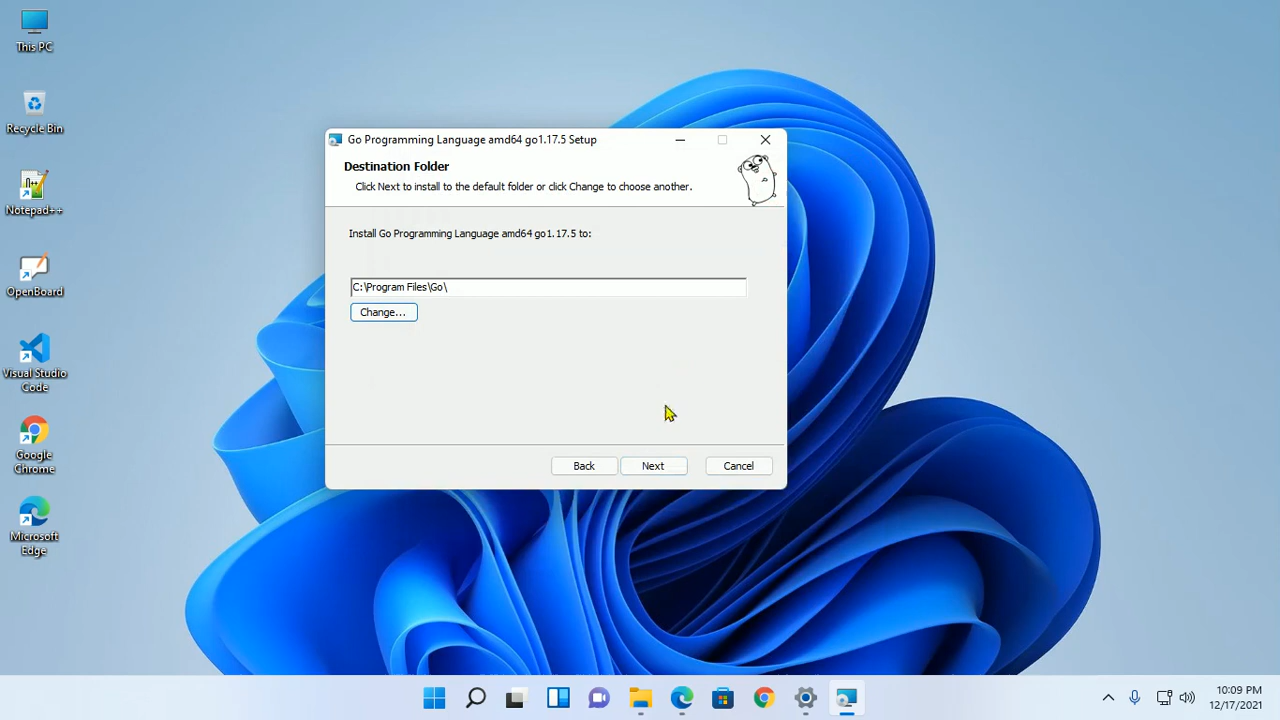 This PC
Recycle Bin
Notepad++
OpenBoard
Visual Studio
Code
Google
Chrome
Microsoft
Edge
Go Programming Language amd64 go1.17.5 Setup
Destination Folder
Click Next to install to the default folder or click Change to choose another.
Install Go Programming Language amd64 go1.17.5 to:
C:\Program Files\Go\
Change...
Back
Next
Cancel
10:09 PM
12/17/2021